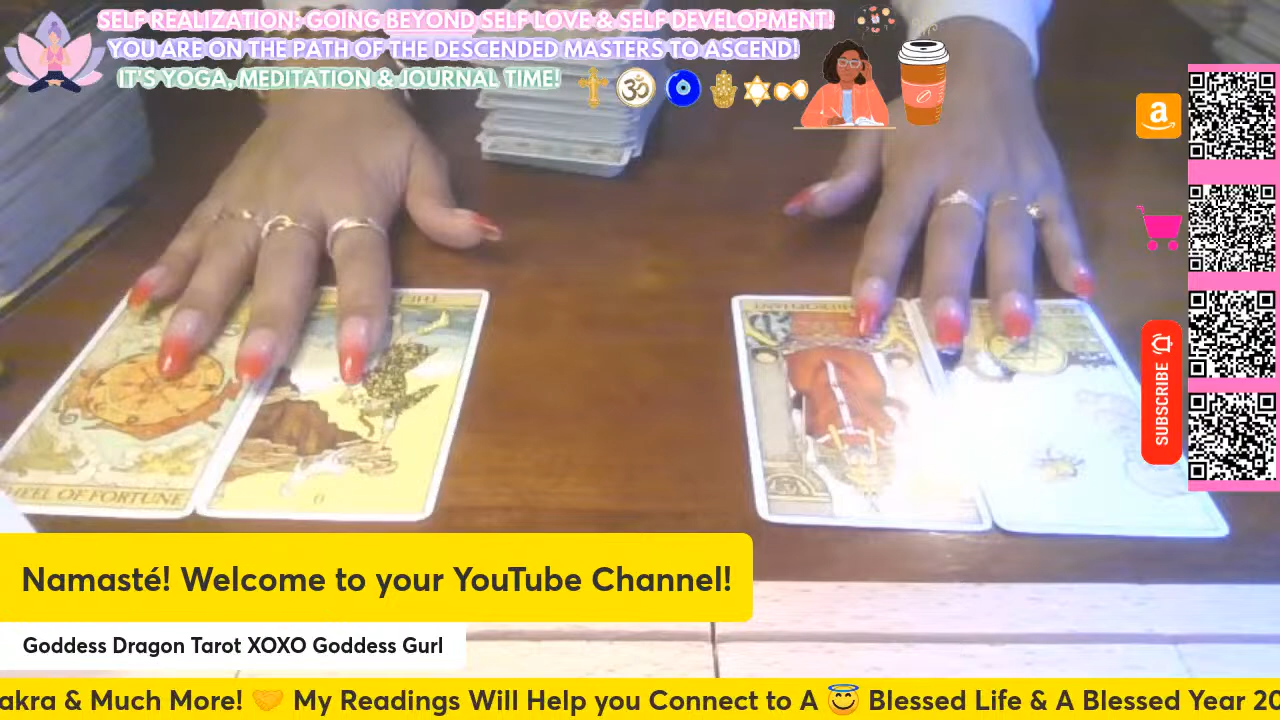 SELF REALIZATION: GOING BEYOND SELF LOVE & SELF DEVELOPMENT!
YOU ARE ON THE PATH OF THE DESCENDED MASTERS TO ASCEND!
IT'S YOGA, MEDITATION & JOURNAL TIME!
a
SUBSCRIBE
HEEL OF FORTUNE
0
Namasté! Welcome to your YouTube Channel!
Goddess Dragon Tarot XOXO Goddess Gurl
akra & Much More! 🤝 My Readings Will Help you Connect to A 😇 Blessed Life & A Blessed Year 20